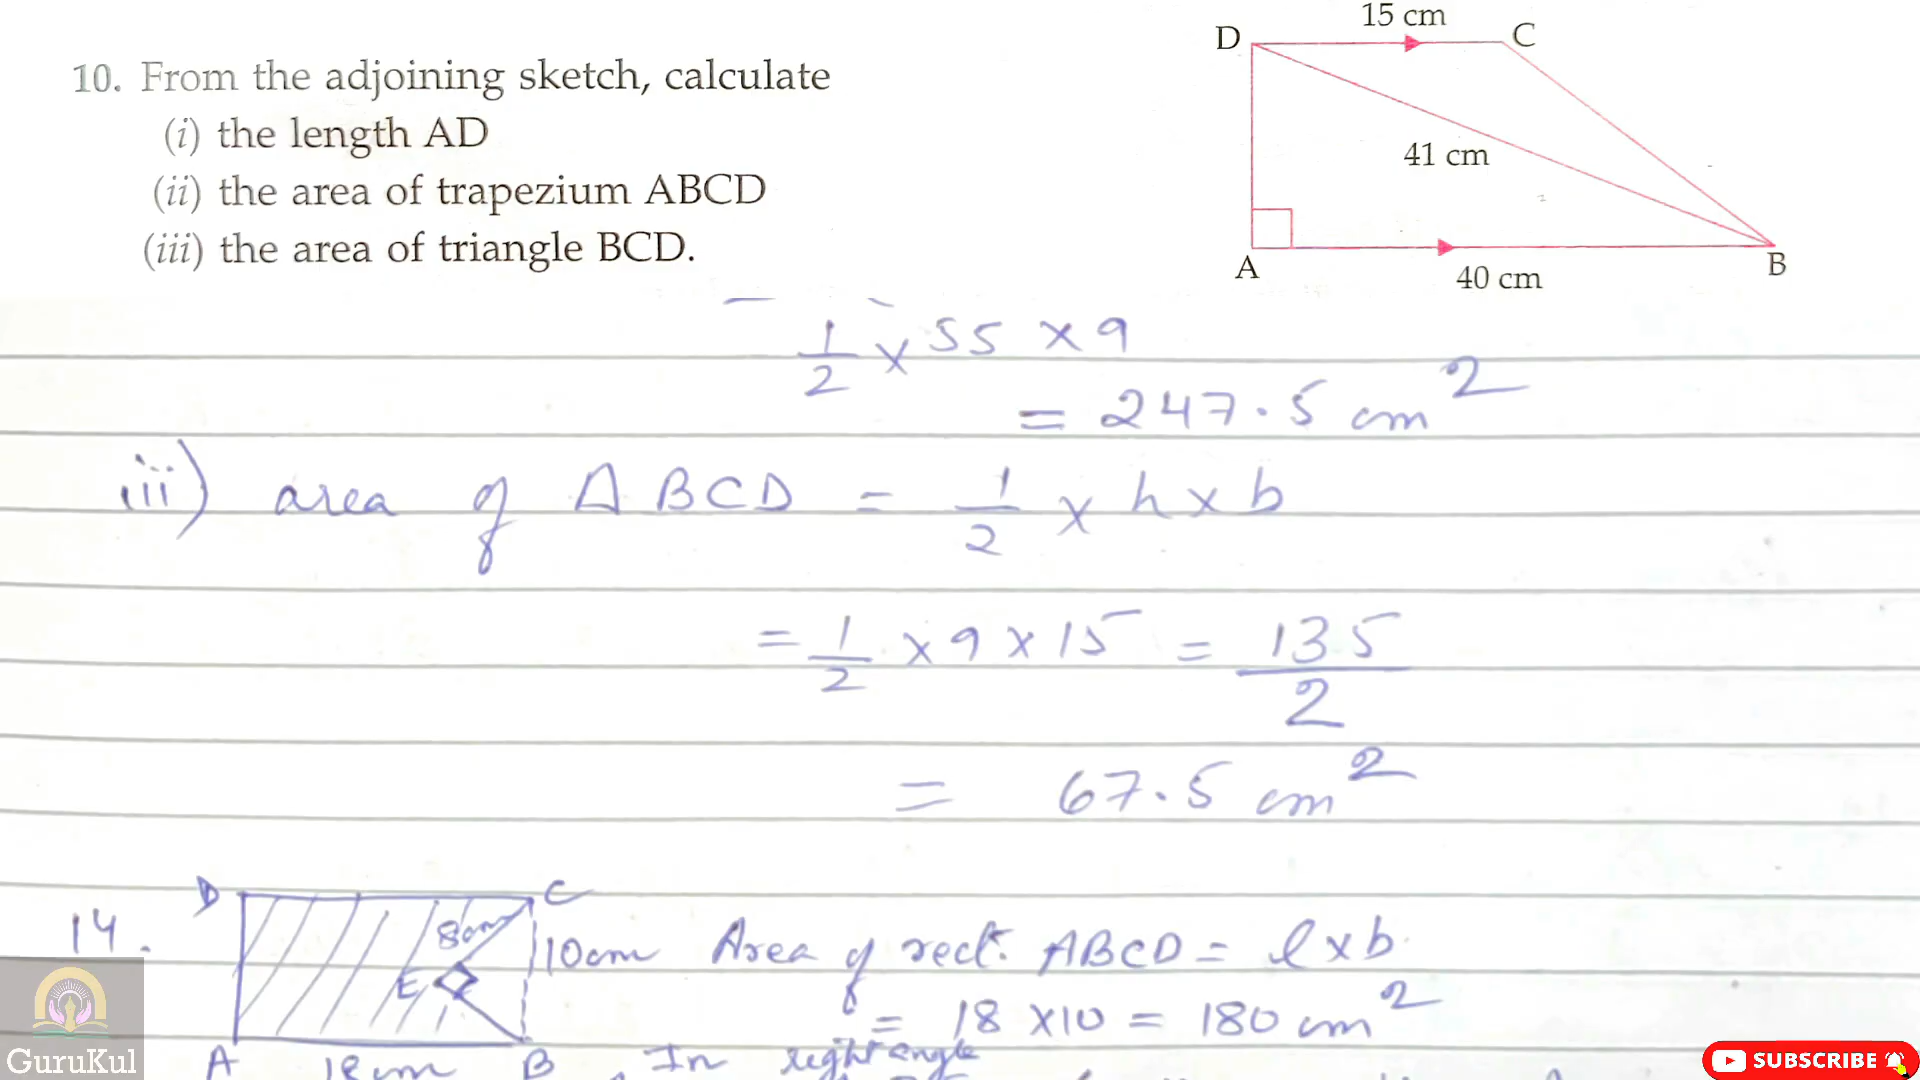 10. From the adjoining sketch, calculate
(i) the length AD
(ii) the area of trapezium ABCD
(iii) the area of triangle BCD.
15 cm
D
C
41 cm
A
B
40 cm
1/2 × 55 × 9
= 247.5 cm²
iii) area of Δ BCD = 1/2 × h × b
= 1/2 × 9 × 15 = 135/2
= 67.5 cm²
14.
D
C
8cm
10cm
E
A
18cm
B
Area of rect. ABCD = l × b
= 18 × 10 = 180 cm²
In right angle
GuruKul
SUBSCRIBE